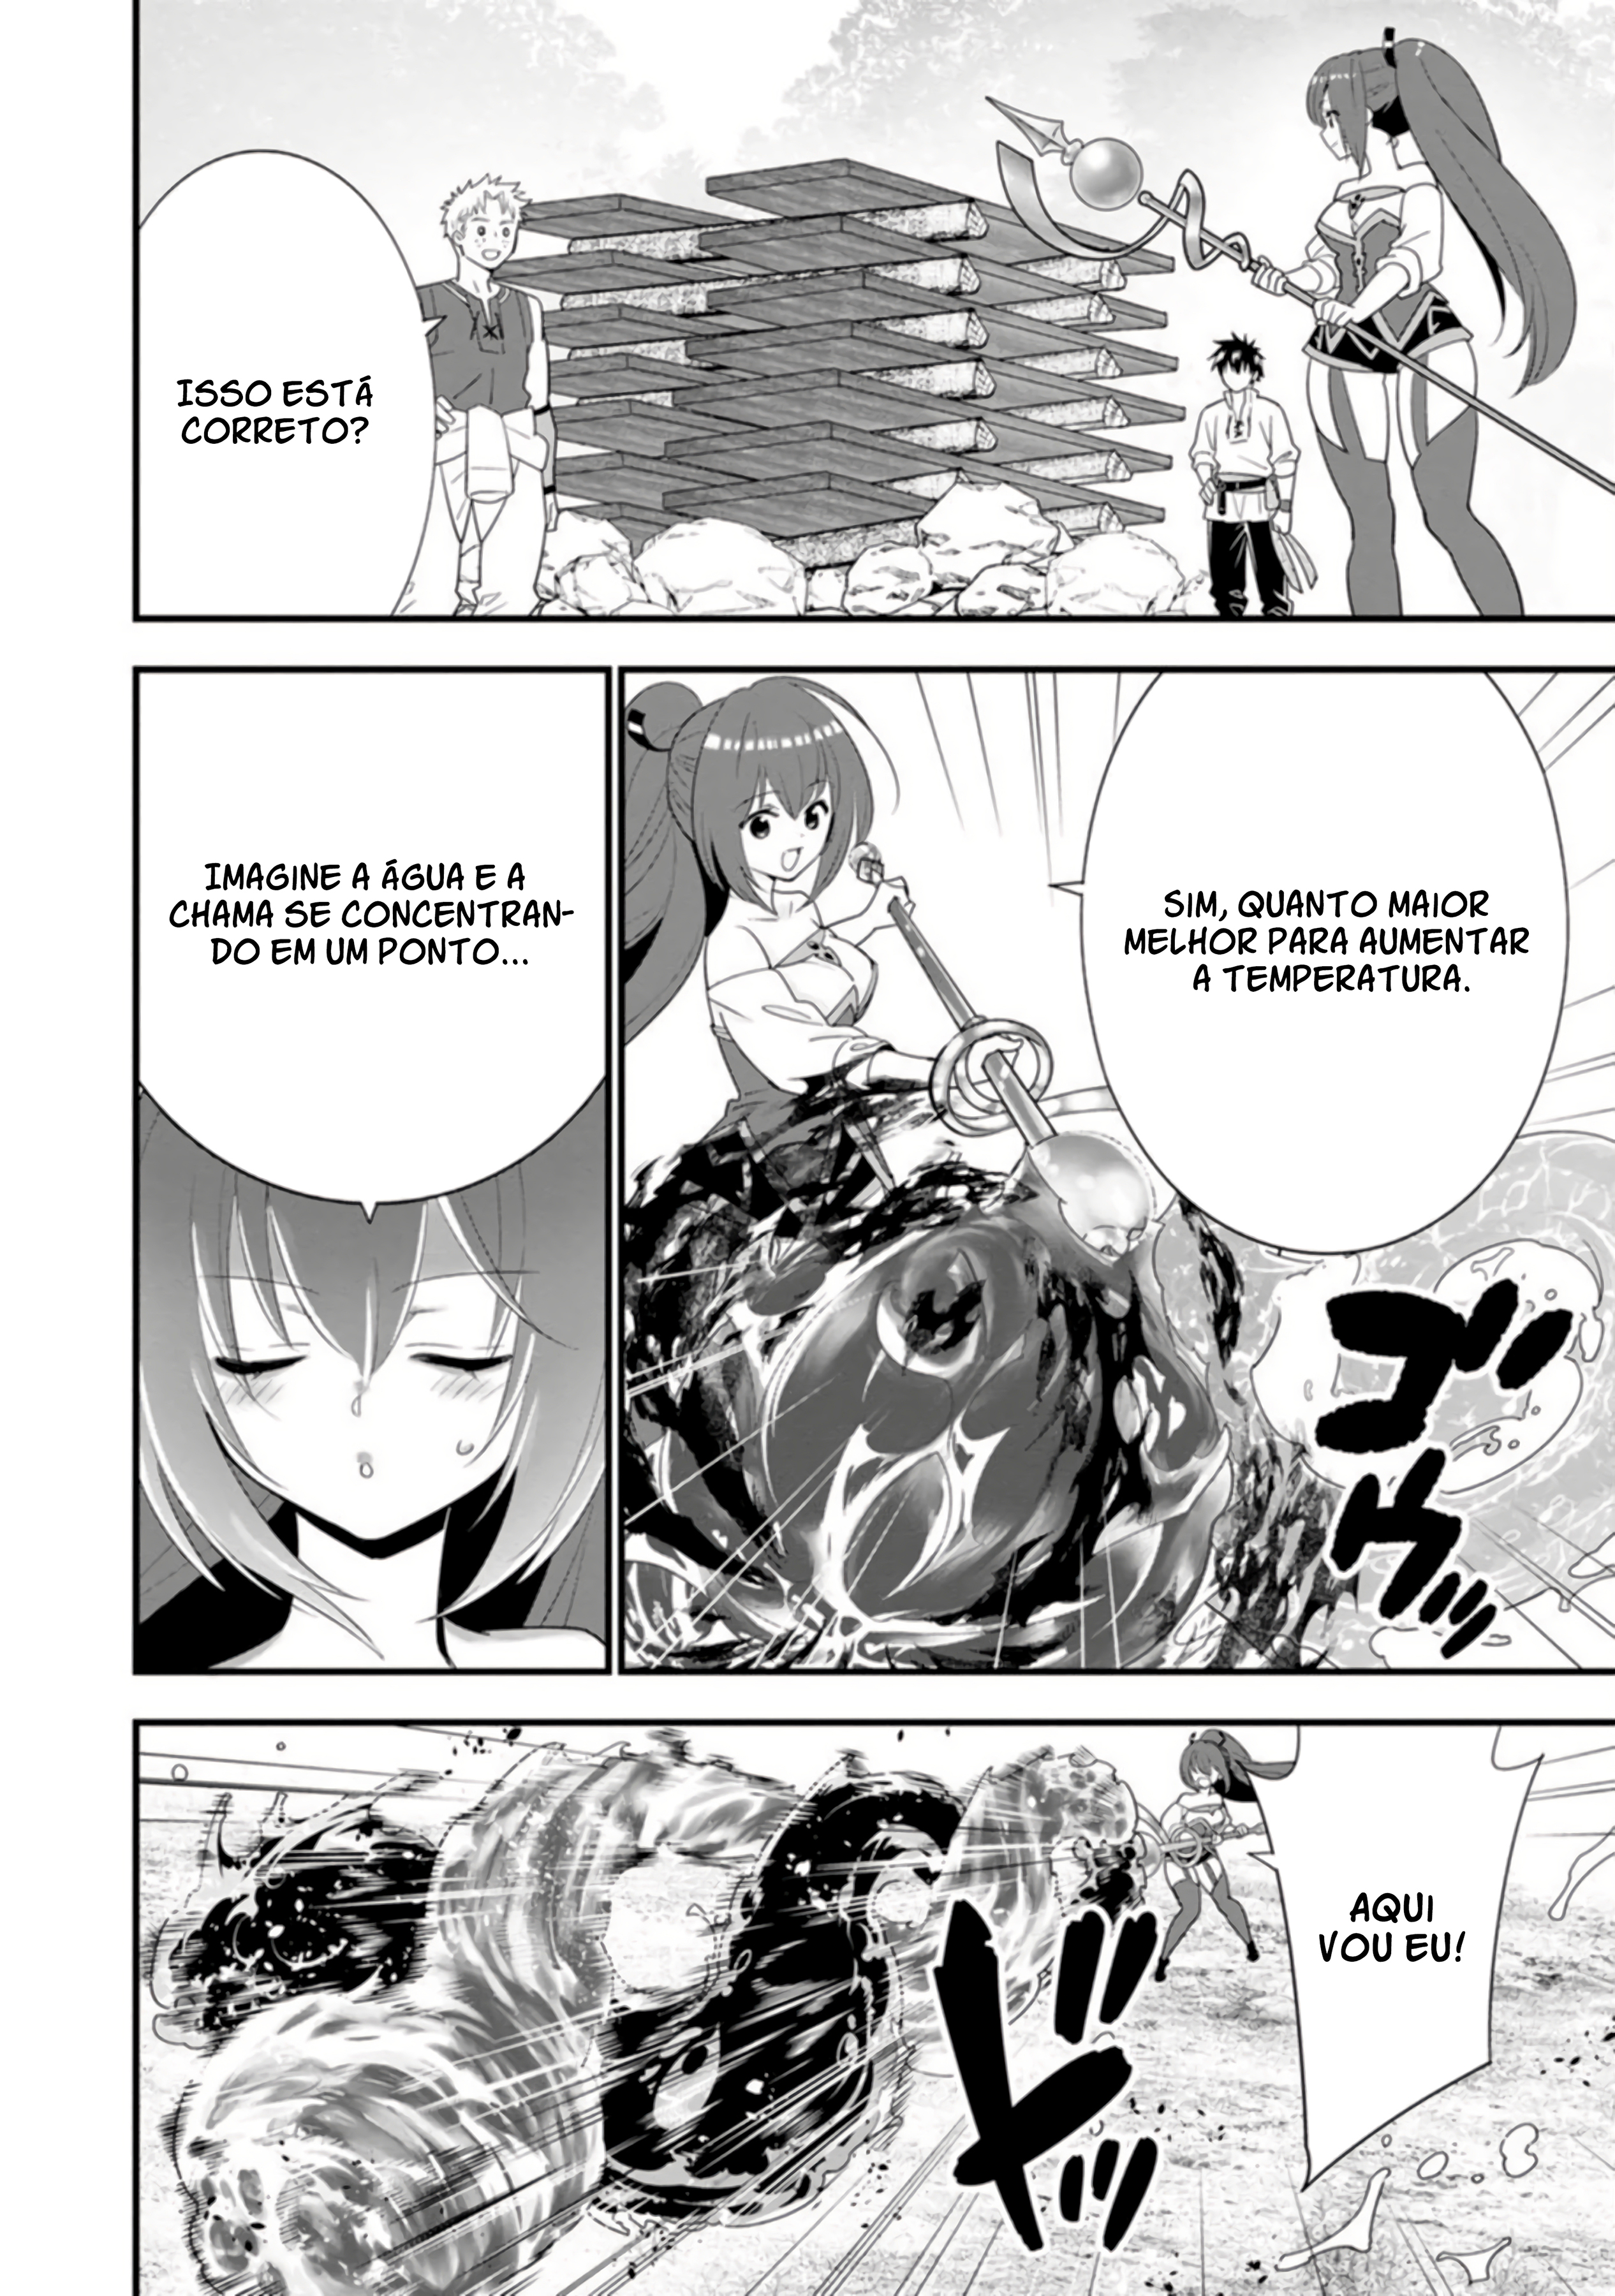 ISSO ESTÁ
CORRETO?
SIM, QUANTO MAIOR
MELHOR PARA AUMENTAR
A TEMPERATURA.
ゴゴッ
IMAGINE A ÁGUA E A
CHAMA SE CONCENTRAN-
DO EM UM PONTO...
AQUI
VOU EU!
ドッ